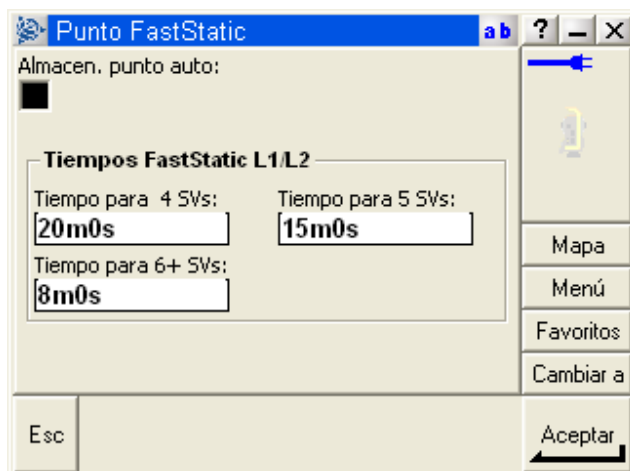 Punto FastStatic ab ?
Almacen. punto auto:
Tiempos FastStatic L1/L2
Tiempo para 4 SVs: Tiempo para 5 SVs:
20m0s 15m0s
Tiempo para 6+ SVs:
8m0s
Mapa
Menú
Favoritos
Cambiar a
Esc Aceptar